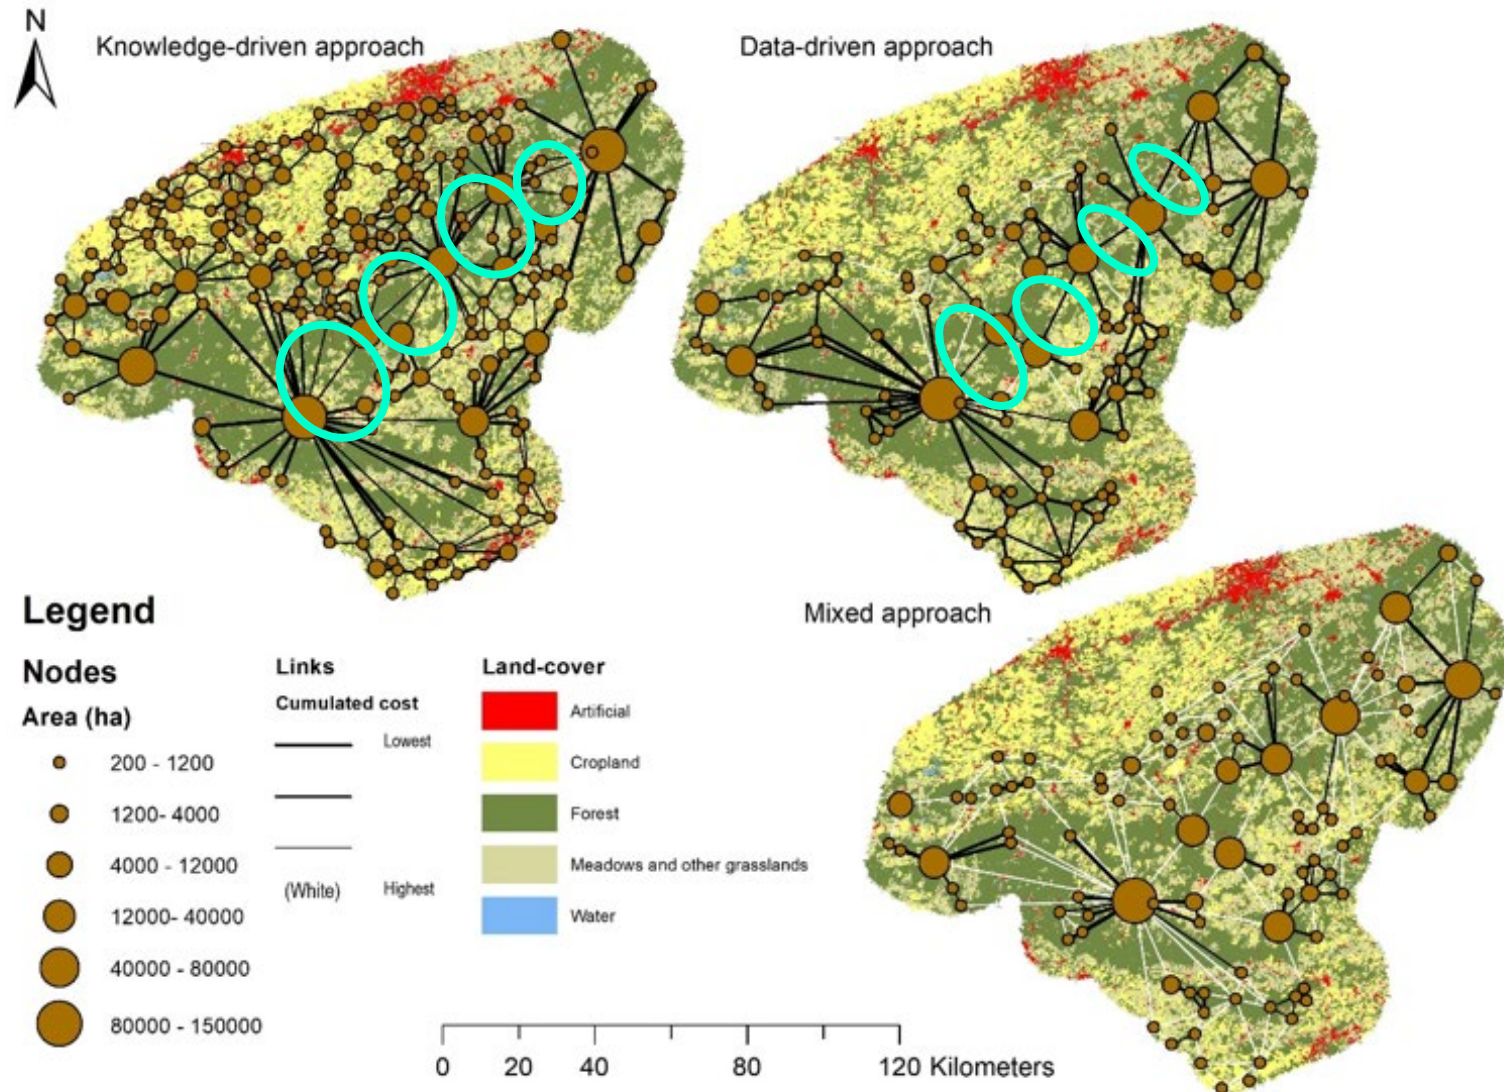 N
Knowledge-driven approach
Data-driven approach
Mixed approach
Legend
Nodes
Area (ha)
200 - 1200
1200- 4000
4000 - 12000
12000- 40000
40000 - 80000
80000 - 150000
Links
Cumulated cost
Lowest
(White) Highest
Land-cover
Artificial
Cropland
Forest
Meadows and other grasslands
Water
0 20 40 80 120 Kilometers